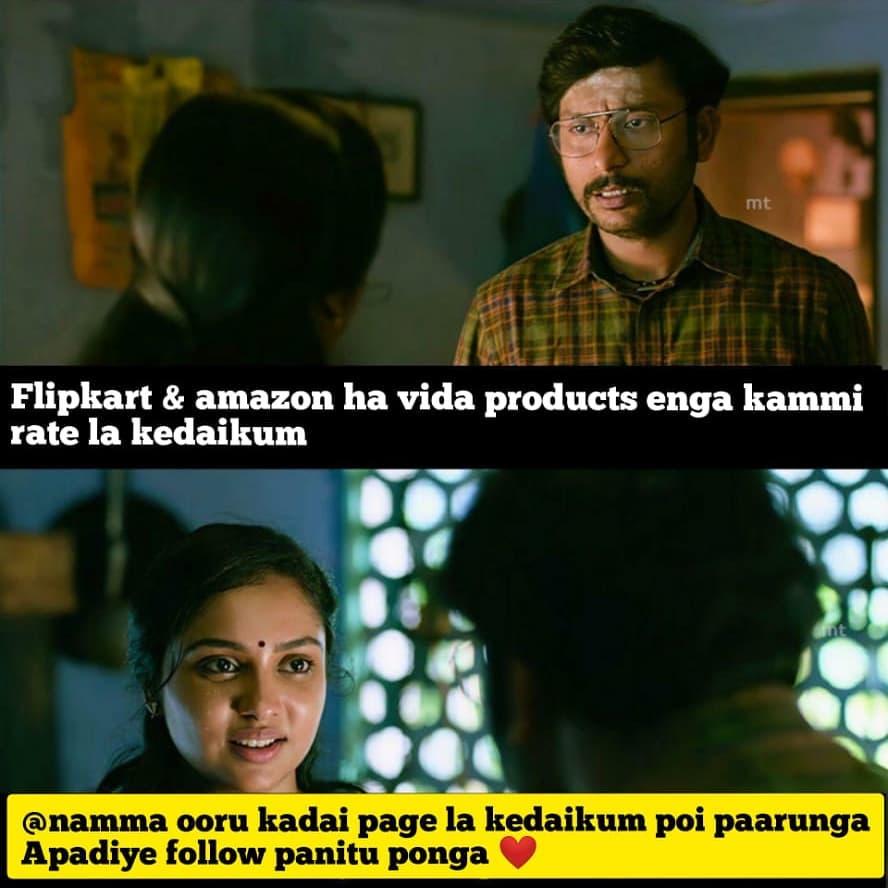 mt
Flipkart & amazon ha vida products enga kammi
rate la kedaikum
mt
@namma ooru kadai page la kedaikum poi paarunga
Apadiye follow panitu ponga ❤️